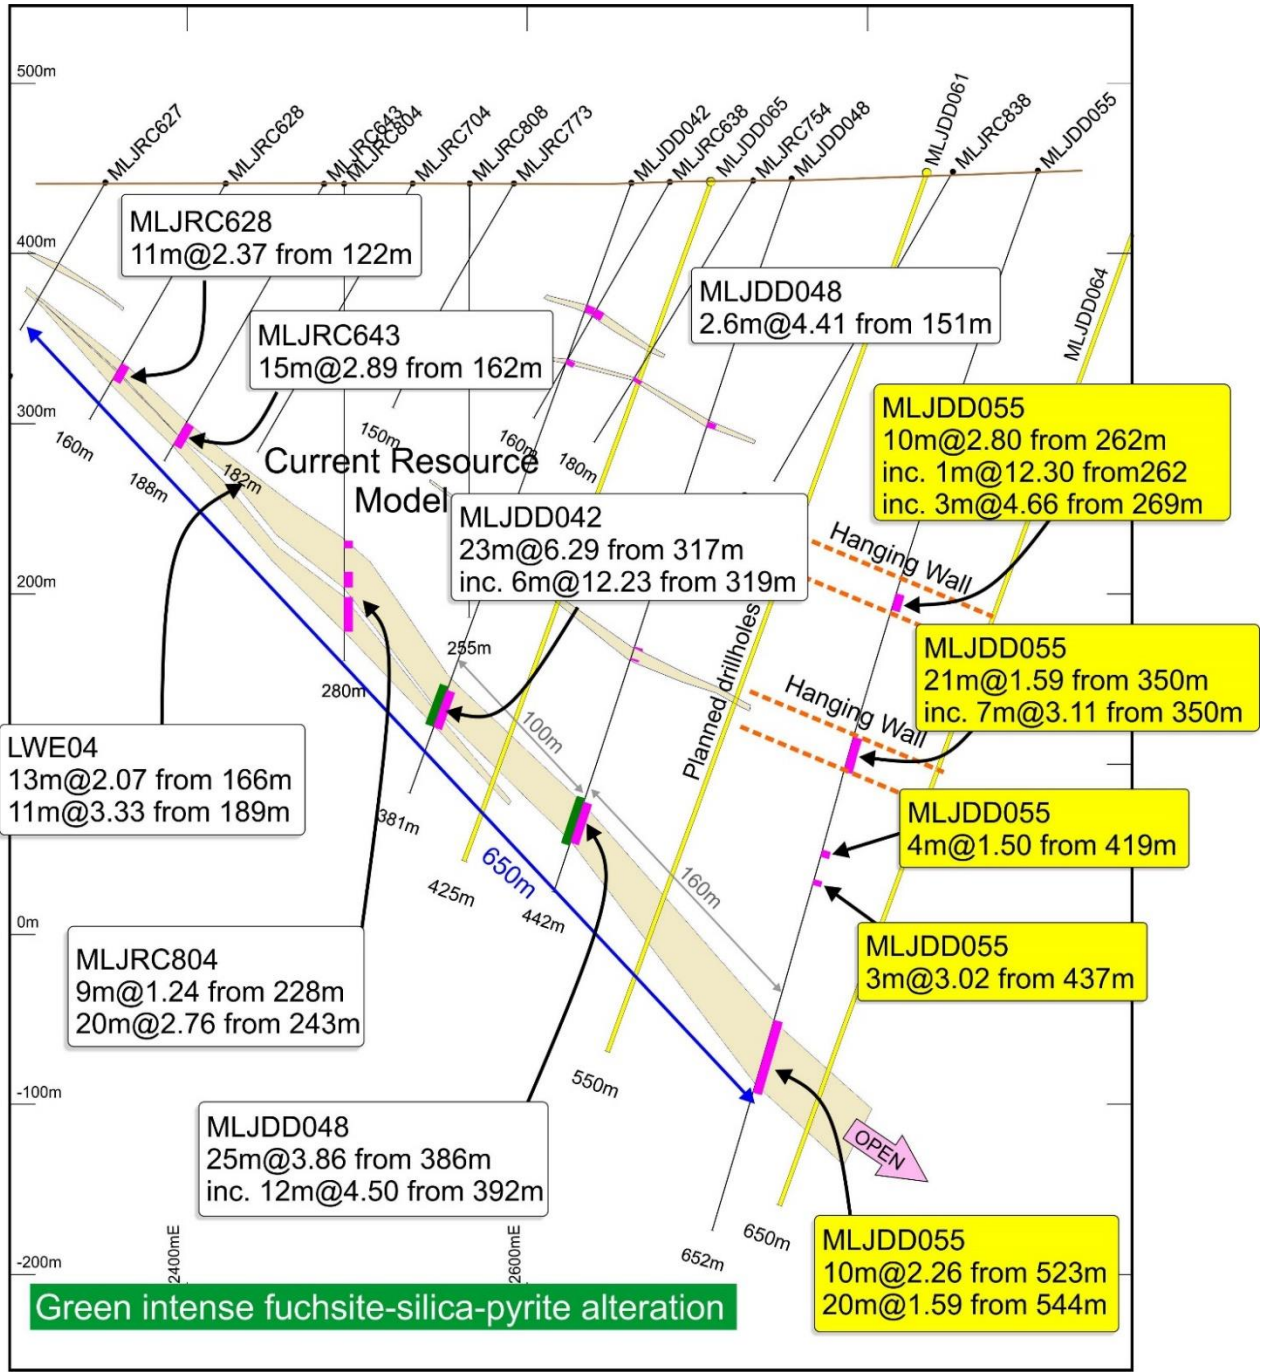 500m
400m
300m
200m
0m
-100m
-200m
MLJRC627
MLJRC628
MLJRC643
MLJRC804
MLJRC704
MLJRC808
MLJRC773
MLJDD042
MLJRC638
MLJDD065
MLJRC754
MLJDD048
MLJDD061
MLJRC838
MLJDD055
MLJDD064
MLJRC628
11m@2.37 from 122m
MLJRC643
15m@2.89 from 162m
MLJDD048
2.6m@4.41 from 151m
MLJDD055
10m@2.80 from 262m
inc. 1m@12.30 from262
inc. 3m@4.66 from 269m
160m
188m
182m
150m
160m
180m
Current Resource
Model
MLJDD042
23m@6.29 from 317m
inc. 6m@12.23 from 319m
Hanging Wall
MLJDD055
21m@1.59 from 350m
inc. 7m@3.11 from 350m
Hanging Wall
Planned drillholes
255m
280m
100m
LWE04
13m@2.07 from 166m
11m@3.33 from 189m
381m
425m
650m
442m
160m
MLJDD055
4m@1.50 from 419m
MLJDD055
3m@3.02 from 437m
MLJRC804
9m@1.24 from 228m
20m@2.76 from 243m
550m
OPEN
MLJDD048
25m@3.86 from 386m
inc. 12m@4.50 from 392m
652m
650m
MLJDD055
10m@2.26 from 523m
20m@1.59 from 544m
2400mE
2600mE
Green intense fuchsite-silica-pyrite alteration